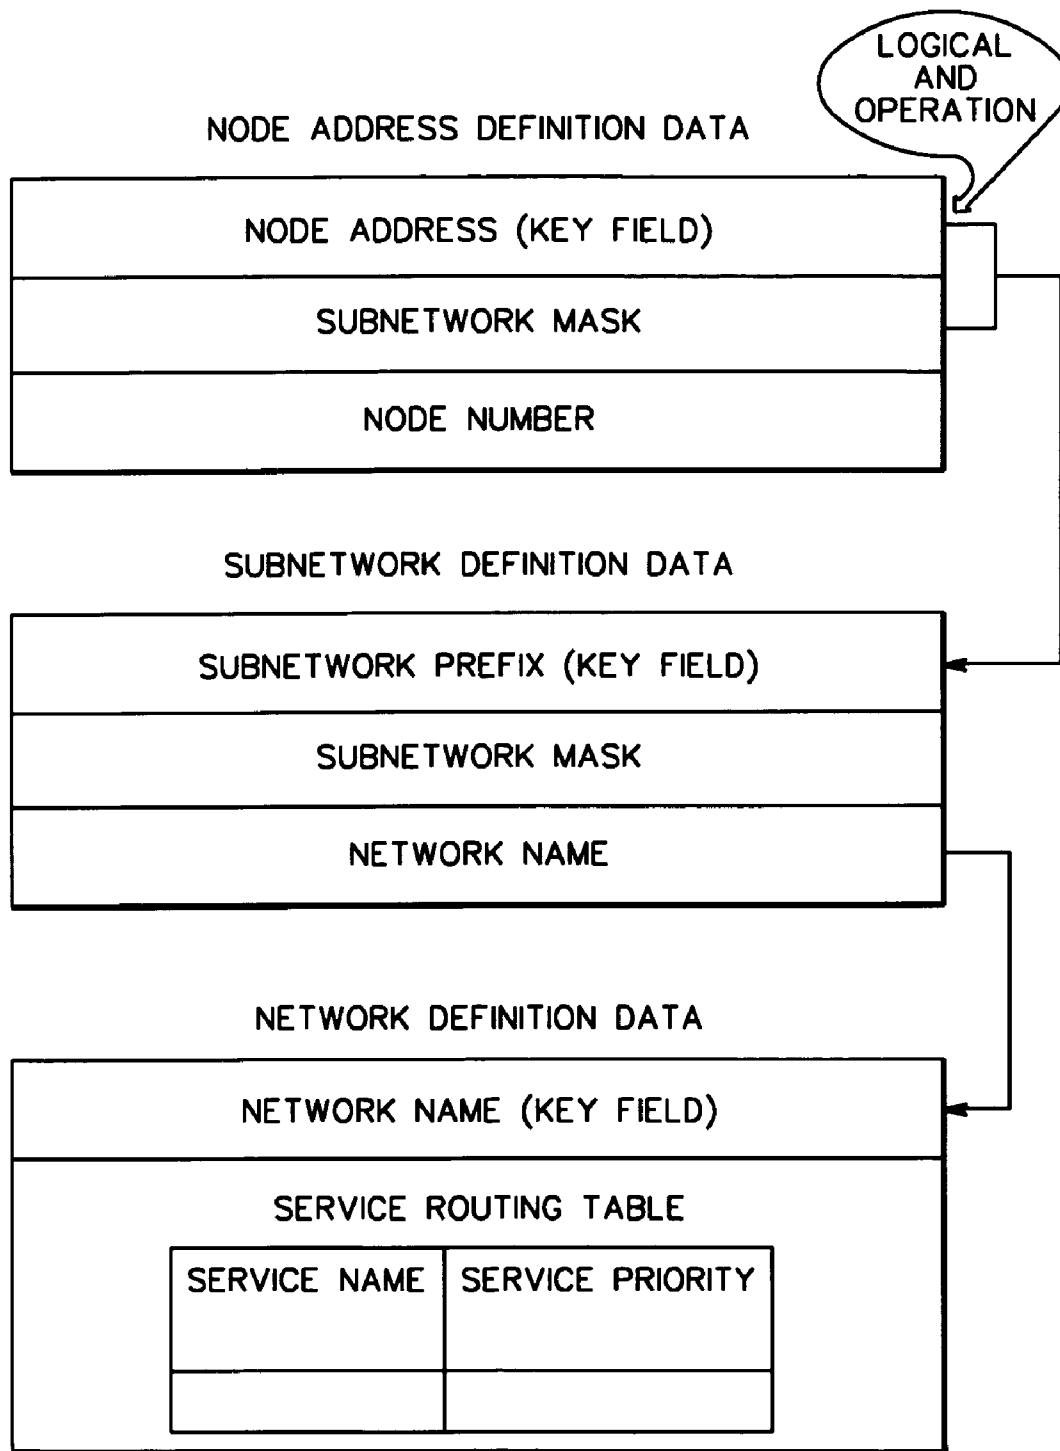 LOGICAL
AND
OPERATION
NODE ADDRESS DEFINITION DATA
NODE ADDRESS (KEY FIELD)
SUBNETWORK MASK
NODE NUMBER
SUBNETWORK DEFINITION DATA
SUBNETWORK PREFIX (KEY FIELD)
SUBNETWORK MASK
NETWORK NAME
NETWORK DEFINITION DATA
NETWORK NAME (KEY FIELD)
SERVICE ROUTING TABLE
SERVICE NAME
SERVICE PRIORITY